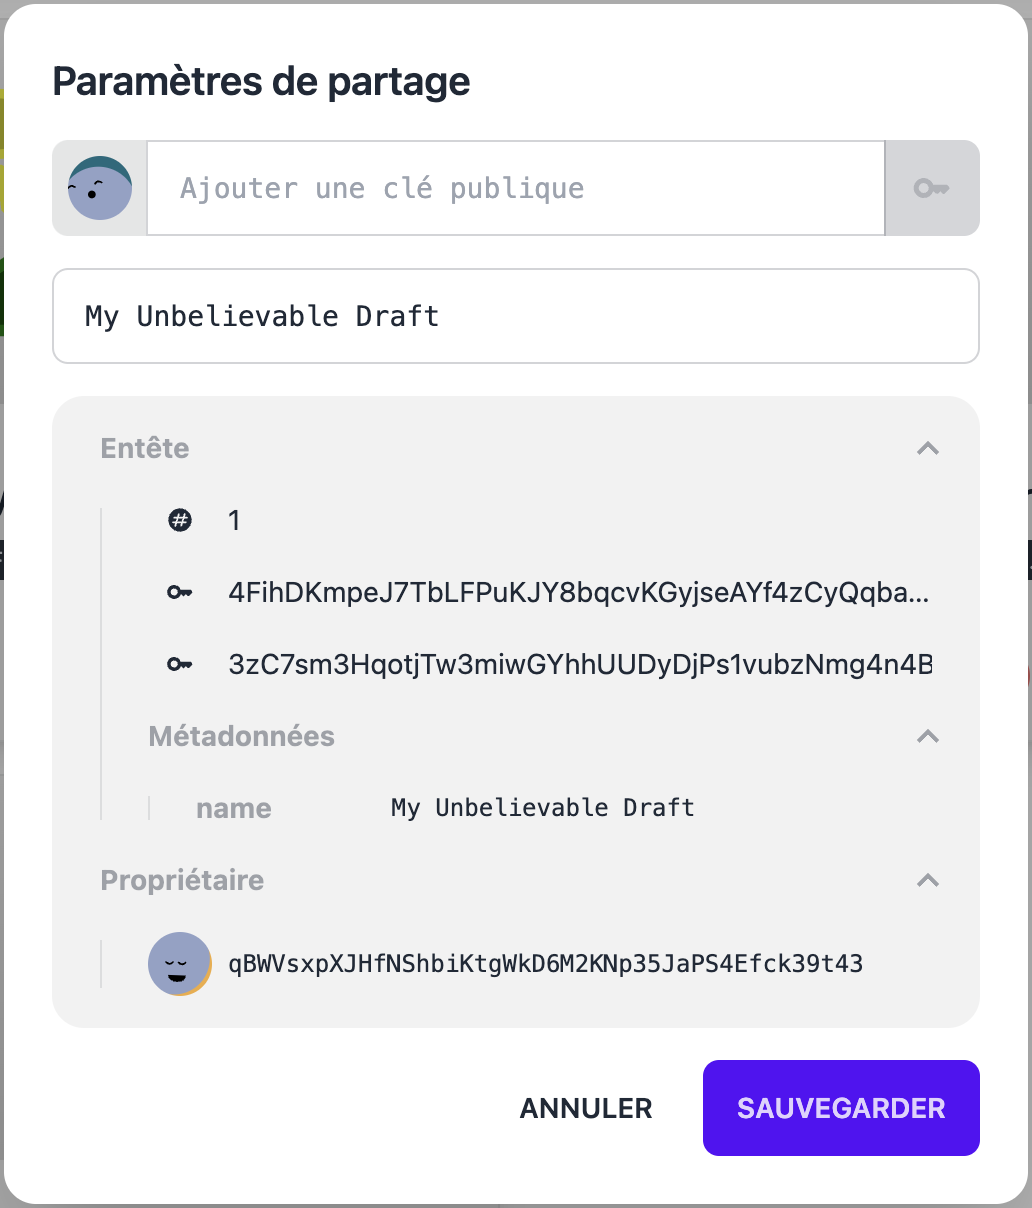 Paramètres de partage
Ajouter une clé publique
My Unbelievable Draft
Entête
# 1
4FihDKmpeJ7TbLFPuKJY8bqcvKGyjseAYf4zCyQqba...
3zC7sm3HqotjTw3miwGYhhUUDyDjPs1vubzNmg4n4B
Métadonnées
name My Unbelievable Draft
Propriétaire
qBWVsxpXJHfNShbiKtgWkD6M2KNp35JaPS4Efck39t43
ANNULER SAUVEGARDER